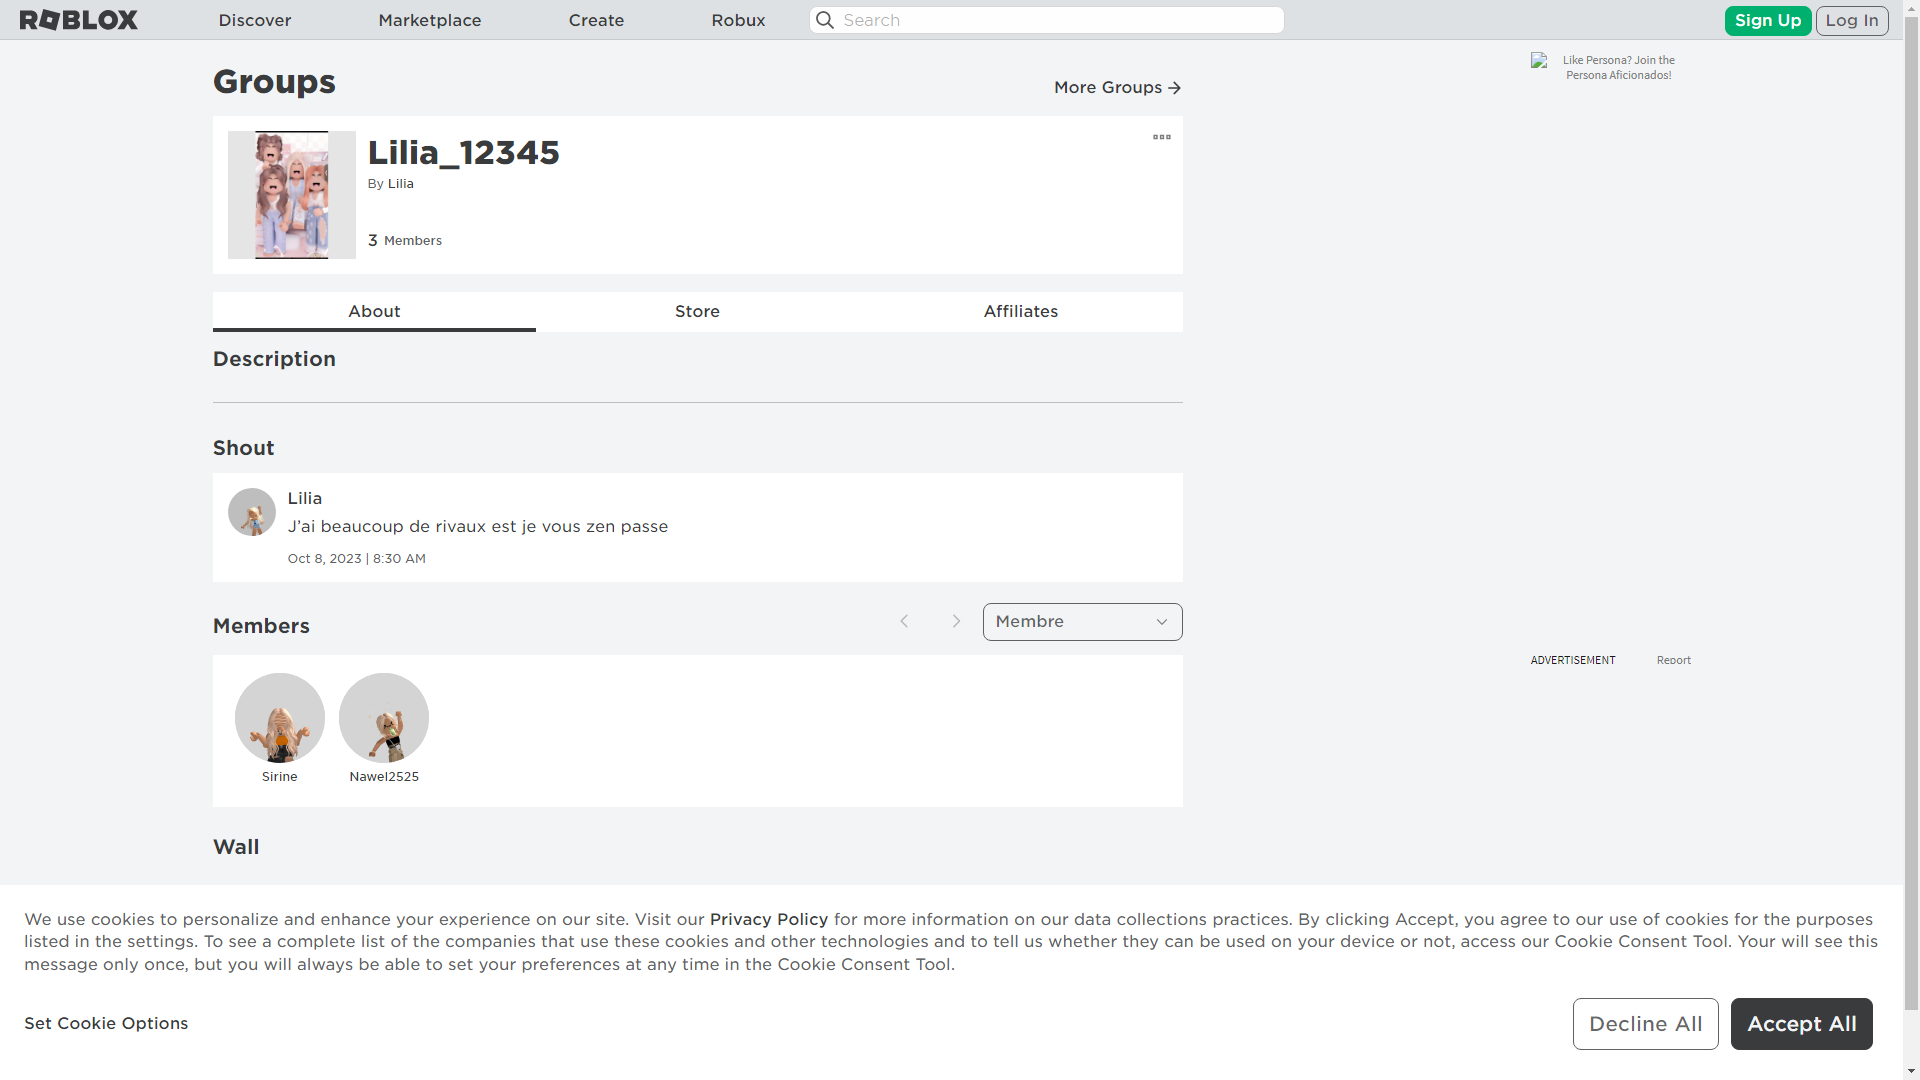 ROBLOX
Discover
Marketplace
Create
Robux
Search
Sign Up
Log In
Groups
More Groups
Like Persona? Join the
Persona Aficionados!
Lilia_12345
By Lilia
3 Members
About
Store
Affiliates
Description
Shout
Lilia
J'ai beaucoup de rivaux est je vous zen passe
Oct 8, 2023 | 8:30 AM
Members
Membre
ADVERTISEMENT
Report
Sirine
Nawel2525
Wall
We use cookies to personalize and enhance your experience on our site. Visit our Privacy Policy for more information on our data collections practices. By clicking Accept, you agree to our use of cookies for the purposes
listed in the settings. To see a complete list of the companies that use these cookies and other technologies and to tell us whether they can be used on your device or not, access our Cookie Consent Tool. Your will see this
message only once, but you will always be able to set your preferences at any time in the Cookie Consent Tool.
Set Cookie Options
Decline All
Accept All